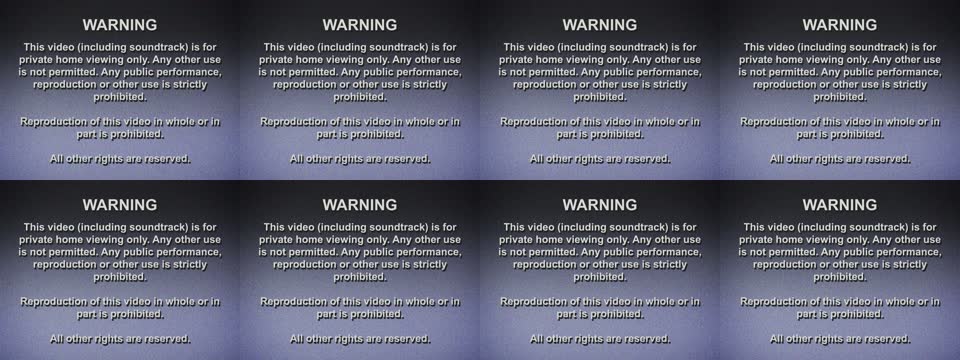 WARNING
This video (including soundtrack) is for
private home viewing only. Any other use
is not permitted. Any public performance,
reproduction or other use is strictly
prohibited.
Reproduction of this video in whole or in
part is prohibited.
All other rights are reserved.
WARNING
This video (including soundtrack) is for
private home viewing only. Any other use
is not permitted. Any public performance,
reproduction or other use is strictly
prohibited.
Reproduction of this video in whole or in
part is prohibited.
All other rights are reserved.
WARNING
This video (including soundtrack) is for
private home viewing only. Any other use
is not permitted. Any public performance,
reproduction or other use is strictly
prohibited.
Reproduction of this video in whole or in
part is prohibited.
All other rights are reserved.
WARNING
This video (including soundtrack) is for
private home viewing only. Any other use
is not permitted. Any public performance,
reproduction or other use is strictly
prohibited.
Reproduction of this video in whole or in
part is prohibited.
All other rights are reserved.
WARNING
This video (including soundtrack) is for
private home viewing only. Any other use
is not permitted. Any public performance,
reproduction or other use is strictly
prohibited.
Reproduction of this video in whole or in
part is prohibited.
All other rights are reserved.
WARNING
This video (including soundtrack) is for
private home viewing only. Any other use
is not permitted. Any public performance,
reproduction or other use is strictly
prohibited.
Reproduction of this video in whole or in
part is prohibited.
All other rights are reserved.
WARNING
This video (including soundtrack) is for
private home viewing only. Any other use
is not permitted. Any public performance,
reproduction or other use is strictly
prohibited.
Reproduction of this video in whole or in
part is prohibited.
All other rights are reserved.
WARNING
This video (including soundtrack) is for
private home viewing only. Any other use
is not permitted. Any public performance,
reproduction or other use is strictly
prohibited.
Reproduction of this video in whole or in
part is prohibited.
All other rights are reserved.